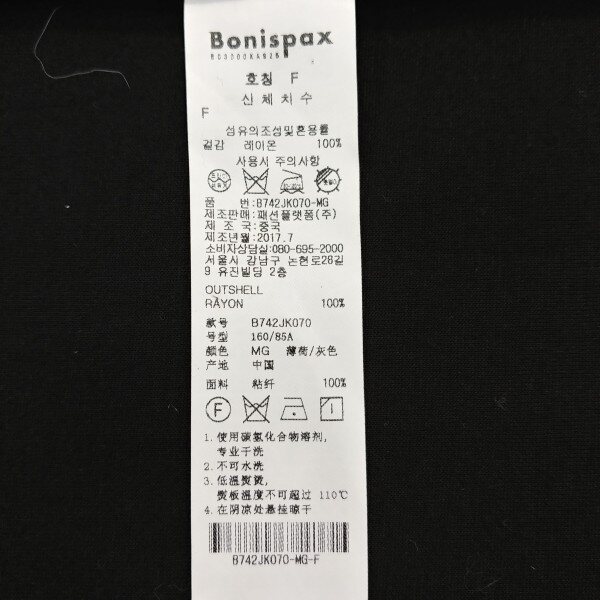 Bonispax
호칭 F
신체치수
F
섬유의조성및혼용률
겉감 레이온 100%
사용시 주의사항
품 번:B742JK070-MG
제조판매:패션플랫폼(주)
제 조 국:중국
제조년월:2017.7
소비자상담실:080-695-2000
서울시 강남구 논현로28길
9 유진빌딩 2층
OUTSHELL
RAYON 100%
款号 B742JK070
号型 160/85A
颜色 MG 薄荷/灰色
产地 中国
面料 粘纤 100%
F
1. 使用碳氢化合物溶剂,
专业干洗
2. 不可水洗
3. 低温熨烫,
熨板温度不可超过 110℃
4. 在阴凉处悬挂晾干
B742JK070-MG-F